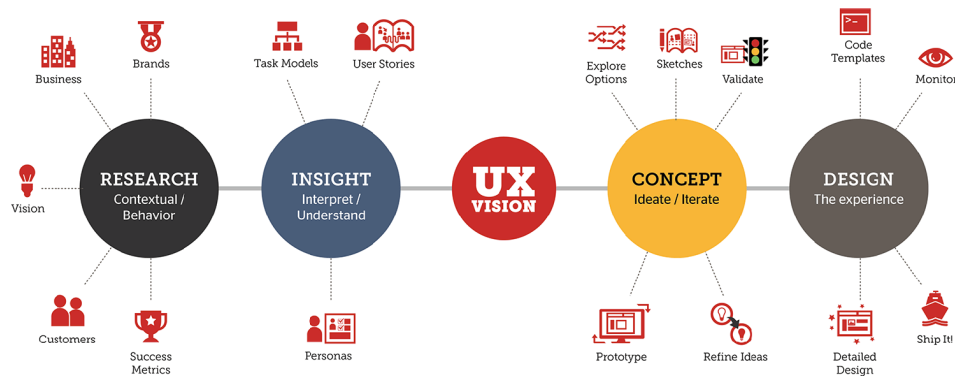 Business
Brands
Vision
RESEARCH
Contextual /
Behavior
Customers
Success
Metrics
Task Models
User Stories
INSIGHT
Interpret /
Understand
Personas
UX
VISION
Explore
Options
Sketches
Validate
CONCEPT
Ideate / Iterate
Prototype
Refine Ideas
Code
Templates
Monitor
DESIGN
The experience
Detailed
Design
Ship It!